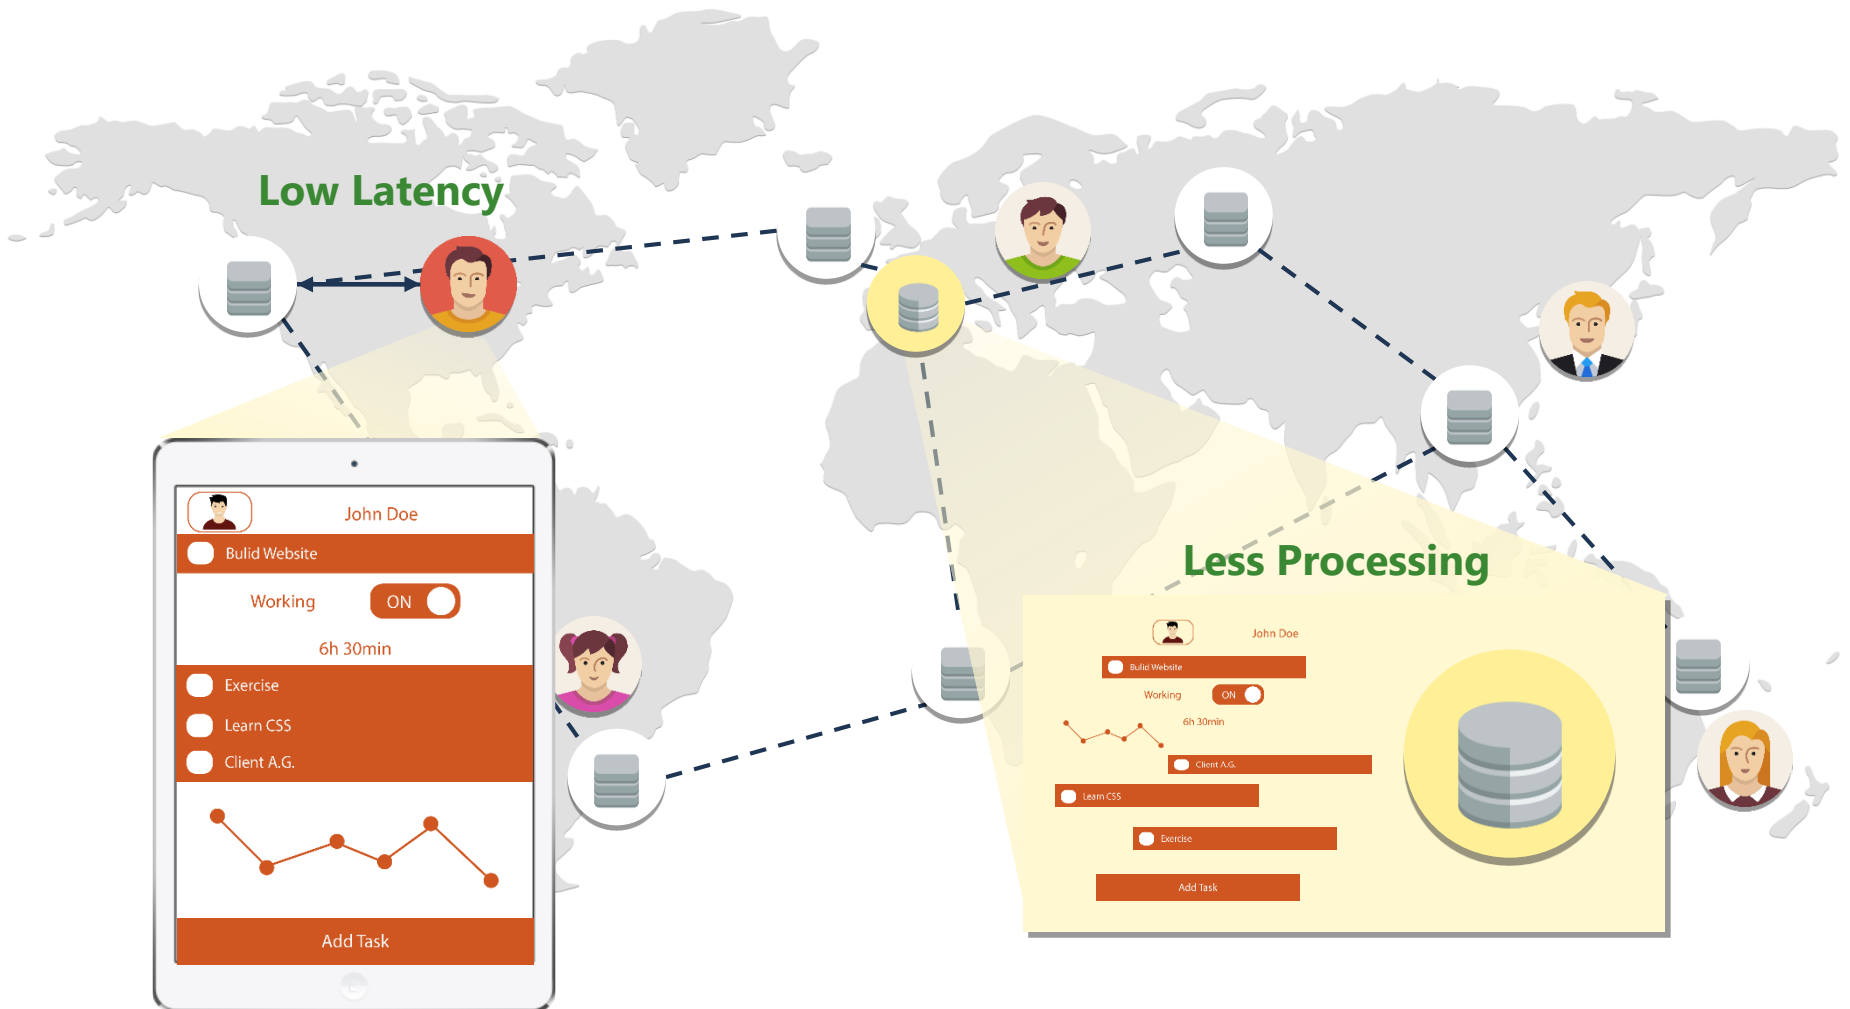 Low Latency
John Doe
Bulid Website
Working ON
6h 30min
Exercise
Learn CSS
Client A.G.
Add Task
Less Processing
John Doe
Bulid Website
Working ON
6h 30min
Client A.G.
Learn CSS
Exercise
Add Task